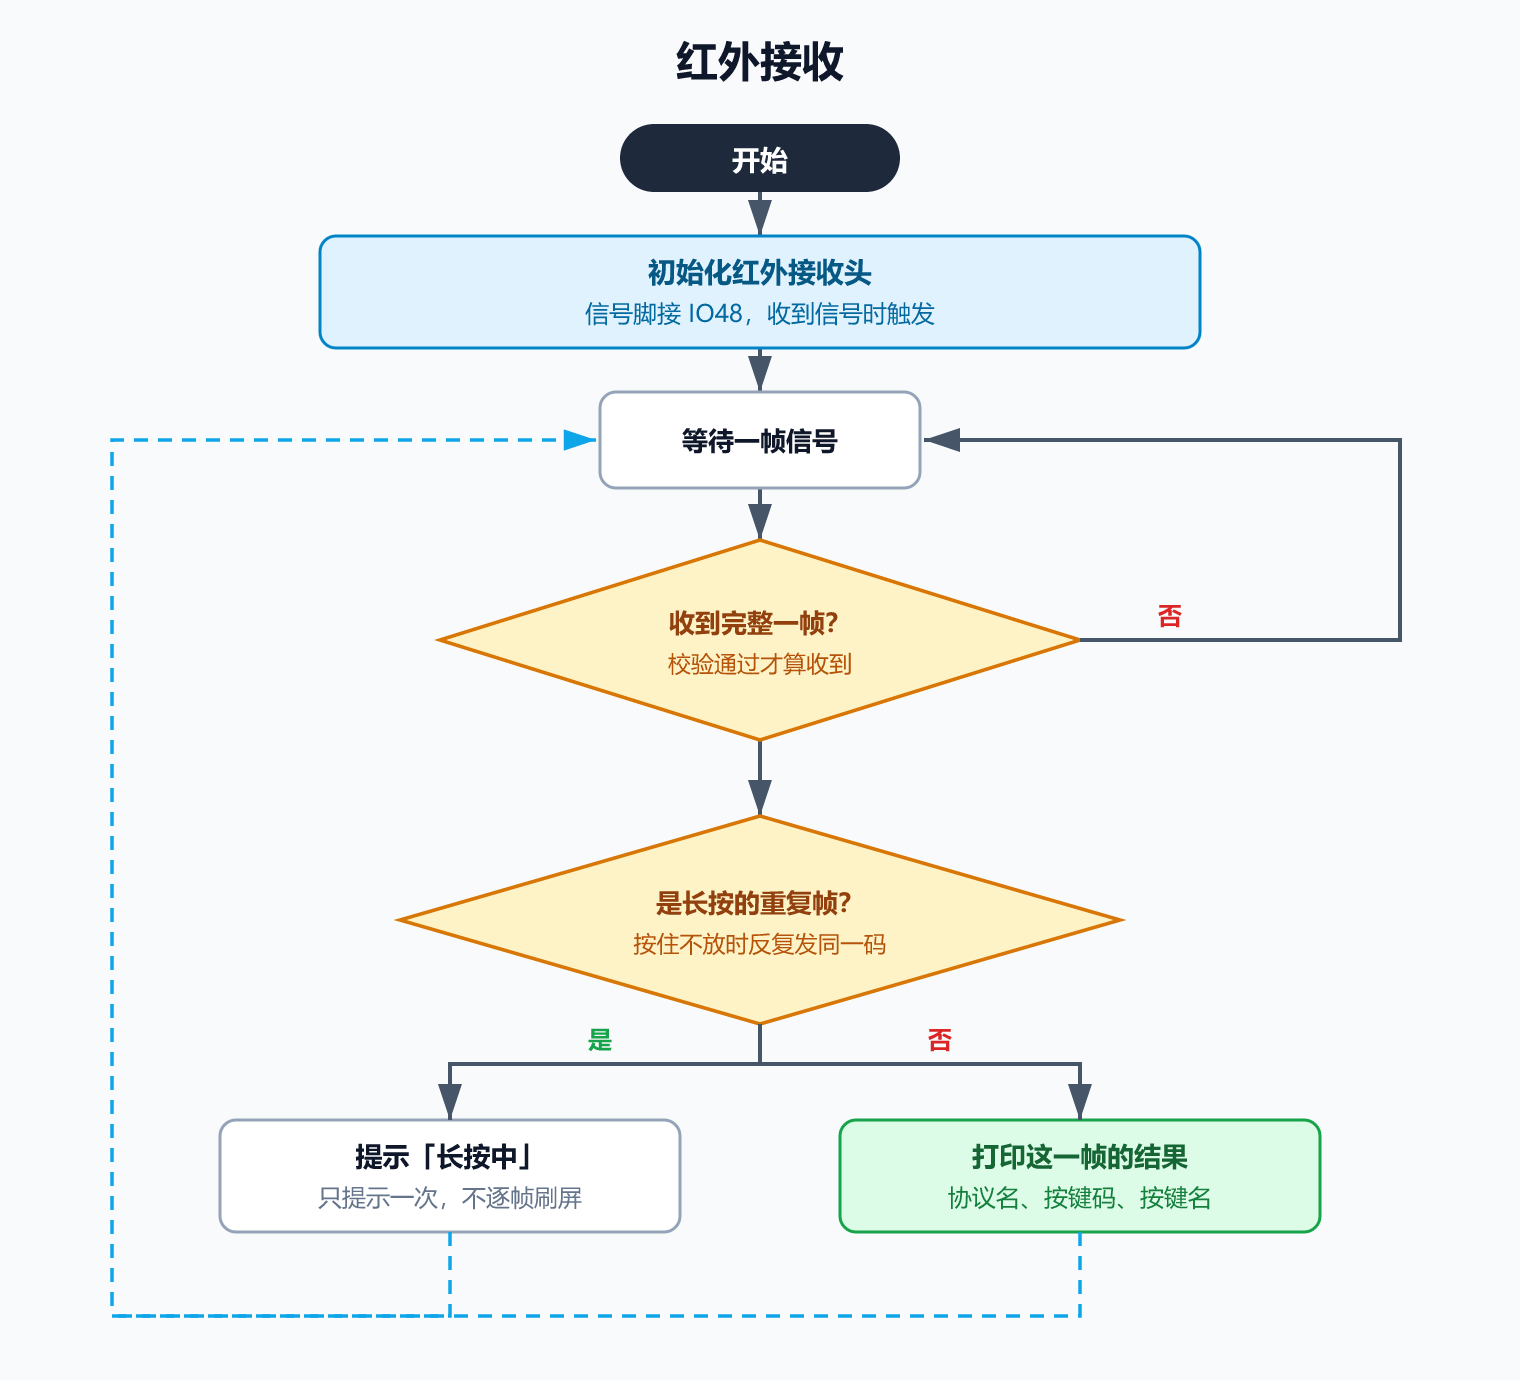 红外接收
开始
初始化红外接收头
信号脚接 IO48，收到信号时触发
等待一帧信号
收到完整一帧？
校验通过才算收到
否
是长按的重复帧？
按住不放时反复发同一码
是
否
提示「长按中」
只提示一次，不逐帧刷屏
打印这一帧的结果
协议名、按键码、按键名